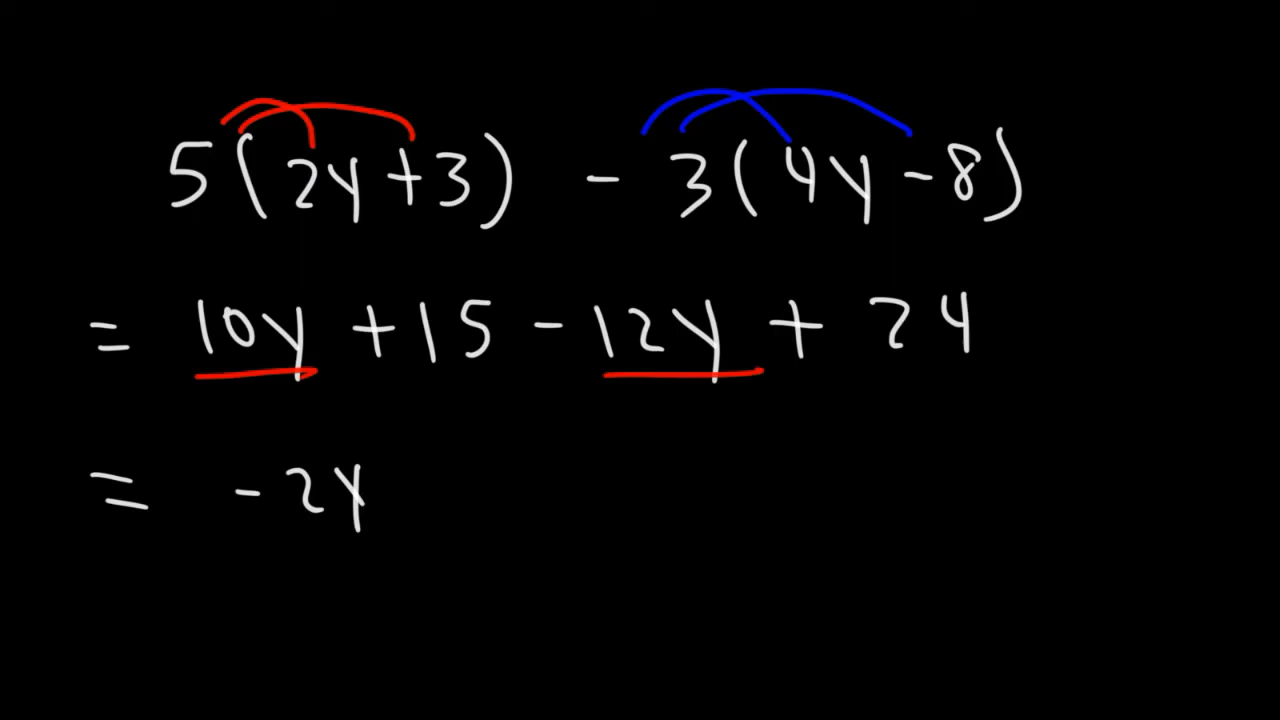 5(2y+3) - 3(4y-8)
= 10y + 15 - 12y + 24
= -2y